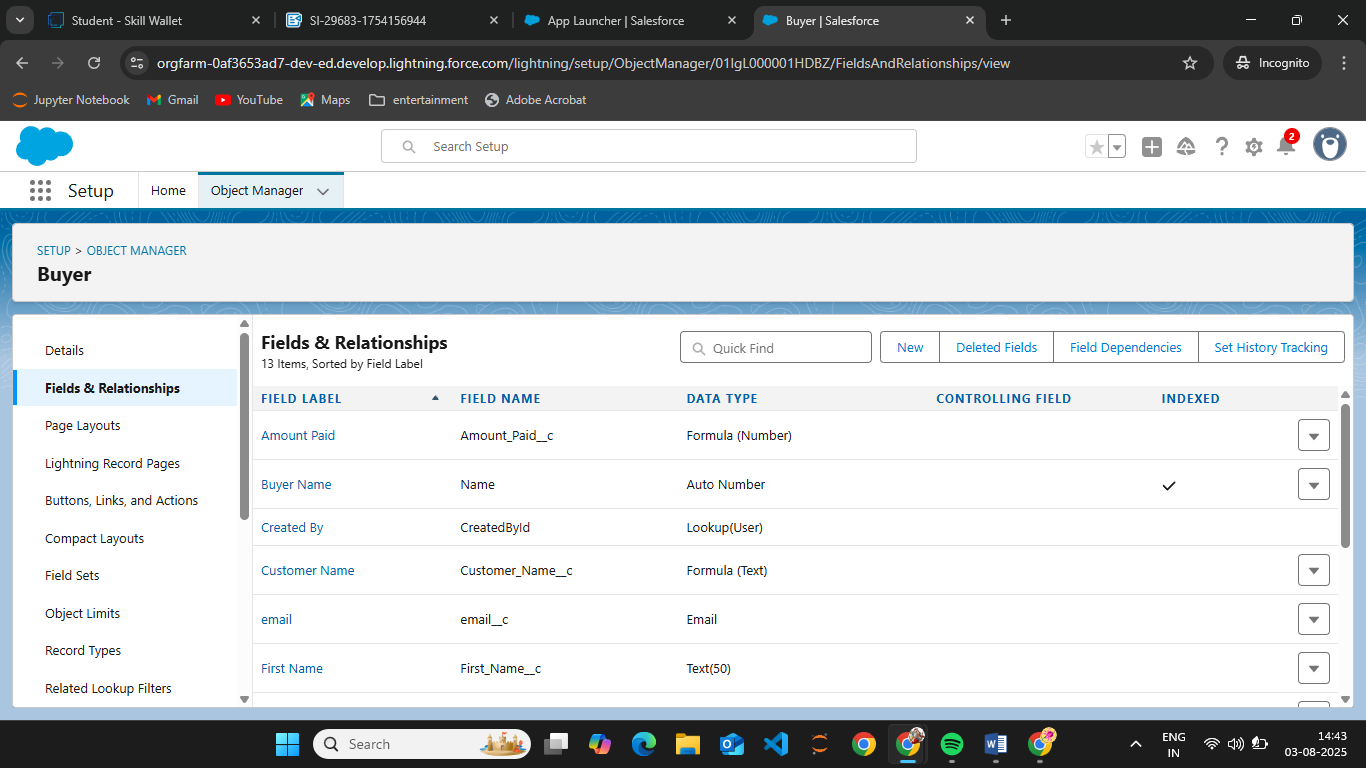 Student - Skill Wallet
SI-29683-1754156944
App Launcher | Salesforce
Buyer | Salesforce
orgfarm-0af3653ad7-dev-ed.develop.lightning.force.com/lightning/setup/ObjectManager/01IgL000001HDBZ/FieldsAndRelationships/view
Incognito
Jupyter Notebook
Gmail
YouTube
Maps
entertainment
Adobe Acrobat
Search Setup
2
Setup
Home
Object Manager
SETUP > OBJECT MANAGER
Buyer
Details
Fields & Relationships
Page Layouts
Lightning Record Pages
Buttons, Links, and Actions
Compact Layouts
Field Sets
Object Limits
Record Types
Related Lookup Filters
Fields & Relationships
13 Items, Sorted by Field Label
Quick Find
New
Deleted Fields
Field Dependencies
Set History Tracking
FIELD LABEL FIELD NAME DATA TYPE CONTROLLING FIELD INDEXED
Amount Paid Amount_Paid__c Formula (Number)
Buyer Name Name Auto Number
Created By CreatedById Lookup(User)
Customer Name Customer_Name__c Formula (Text)
email email__c Email
First Name First_Name__c Text(50)
Search
ENG
IN
14:43
03-08-2025